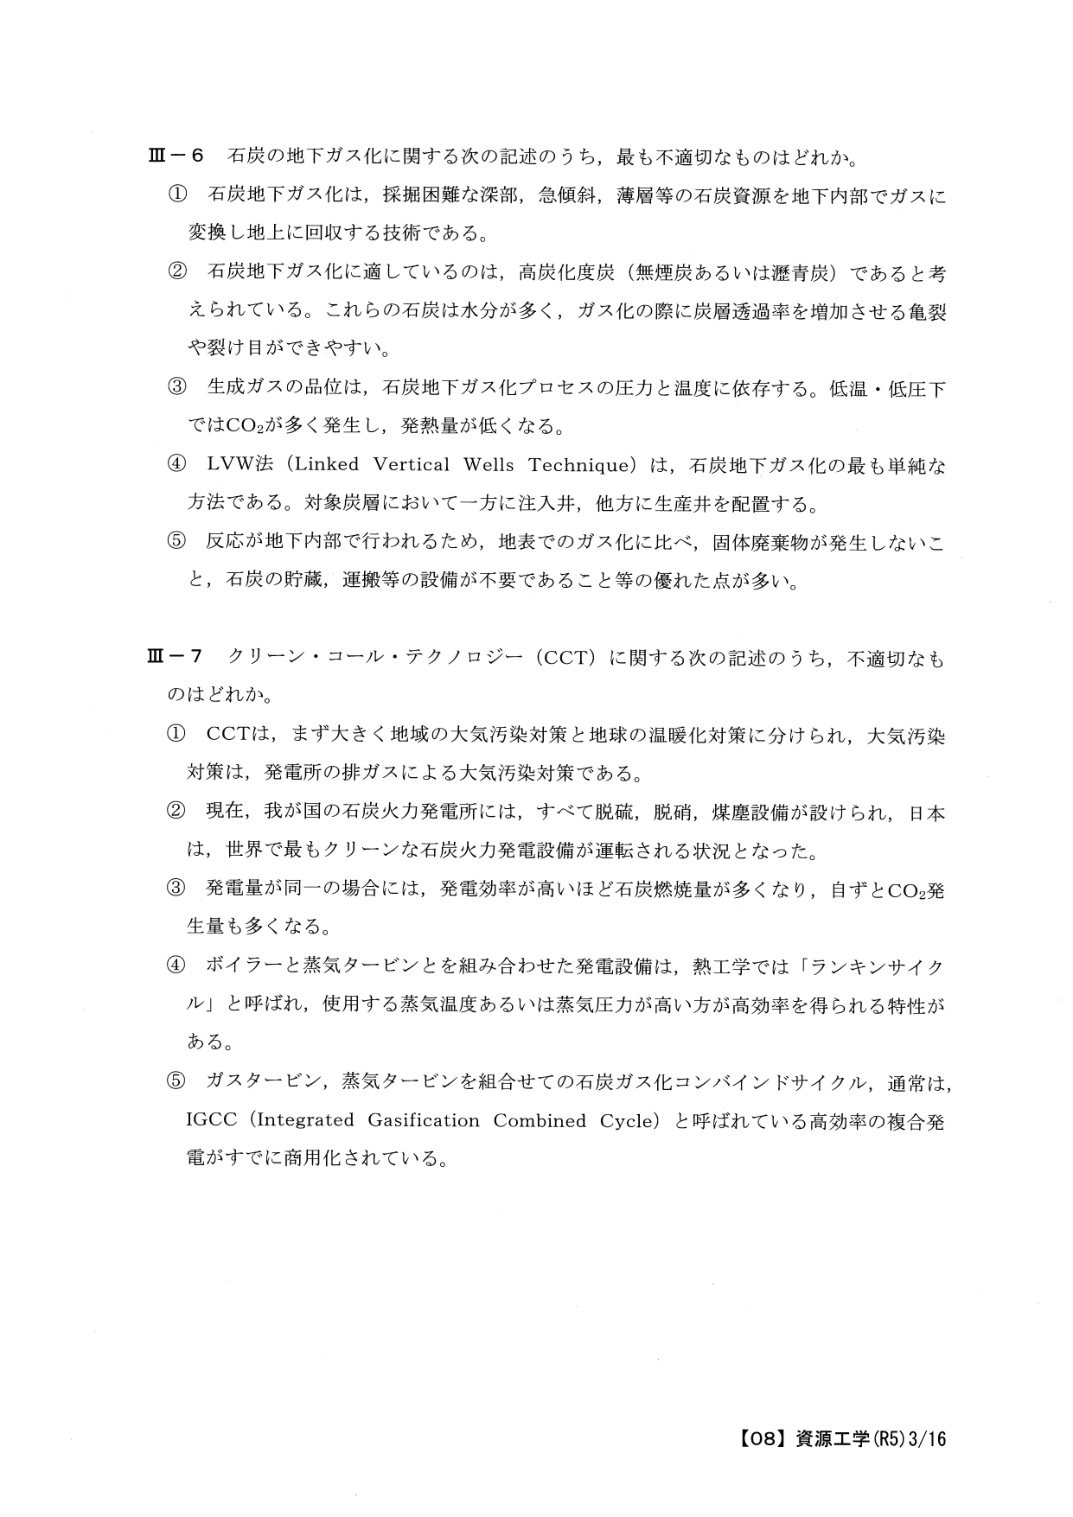 Ⅲ－6　石炭の地下ガス化に関する次の記述のうち，最も不適切なものはどれか。
①　石炭地下ガス化は，採掘困難な深部，急傾斜，薄層等の石炭資源を地下内部でガスに
変換し地上に回収する技術である。
②　石炭地下ガス化に適しているのは，高炭化度炭（無煙炭あるいは瀝青炭）であると考
えられている。これらの石炭は水分が多く，ガス化の際に炭層透過率を増加させる亀裂
や裂け目ができやすい。
③　生成ガスの品位は，石炭地下ガス化プロセスの圧力と温度に依存する。低温・低圧下
ではCO₂が多く発生し，発熱量が低くなる。
④　LVW法（Linked Vertical Wells Technique）は，石炭地下ガス化の最も単純な
方法である。対象炭層において一方に注入井，他方に生産井を配置する。
⑤　反応が地下内部で行われるため，地表でのガス化に比べ，固体廃棄物が発生しないこ
と，石炭の貯蔵，運搬等の設備が不要であること等の優れた点が多い。
Ⅲ－7　クリーン・コール・テクノロジー（CCT）に関する次の記述のうち，不適切なも
のはどれか。
①　CCTは，まず大きく地域の大気汚染対策と地球の温暖化対策に分けられ，大気汚染
対策は，発電所の排ガスによる大気汚染対策である。
②　現在，我が国の石炭火力発電所には，すべて脱硫，脱硝，煤塵設備が設けられ，日本
は，世界で最もクリーンな石炭火力発電設備が運転される状況となった。
③　発電量が同一の場合には，発電効率が高いほど石炭燃焼量が多くなり，自ずとCO₂発
生量も多くなる。
④　ボイラーと蒸気タービンとを組み合わせた発電設備は，熱工学では「ランキンサイク
ル」と呼ばれ，使用する蒸気温度あるいは蒸気圧力が高い方が高効率を得られる特性が
ある。
⑤　ガスタービン，蒸気タービンを組合せての石炭ガス化コンバインドサイクル，通常は，
IGCC（Integrated Gasification Combined Cycle）と呼ばれている高効率の複合発
電がすでに商用化されている。
【08】資源工学(R5)3/16